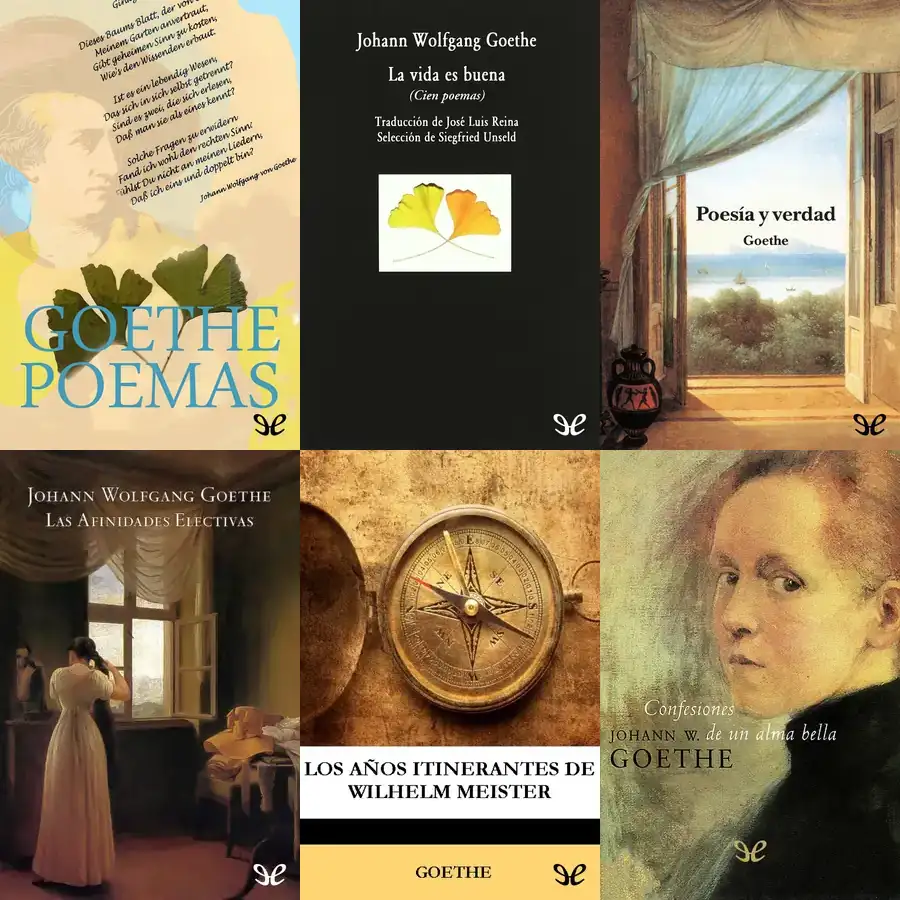 Dieses Baums Blatt, der von
Meinem Garten anvertraut,
Gibt geheimen Sinn zu kosten,
Wie's den Wissenden erbaut.
Ist es ein lebendig Wesen,
Das sich in sich selbst getrennt?
Sind es zwei, die sich erlesen,
Daß man sie als eines kennt?
Solche Fragen zu erwidern
Fand ich wohl den rechten Sinn:
ühlst Du nicht an meinen Liedern,
Daß ich eins und doppelt bin?
Johann Wolfgang von Goethe
GOETHE
POEMAS
Johann Wolfgang Goethe
La vida es buena
(Cien poemas)
Traducción de José Luis Reina
Selección de Siegfried Unseld
Poesía y verdad
Goethe
JOHANN WOLFGANG GOETHE
LAS AFINIDADES ELECTIVAS
E
SE
S
NE
N
LOS AÑOS ITINERANTES DE
WILHELM MEISTER
GOETHE
Confesiones
de un alma bella
JOHANN W.
GOETHE